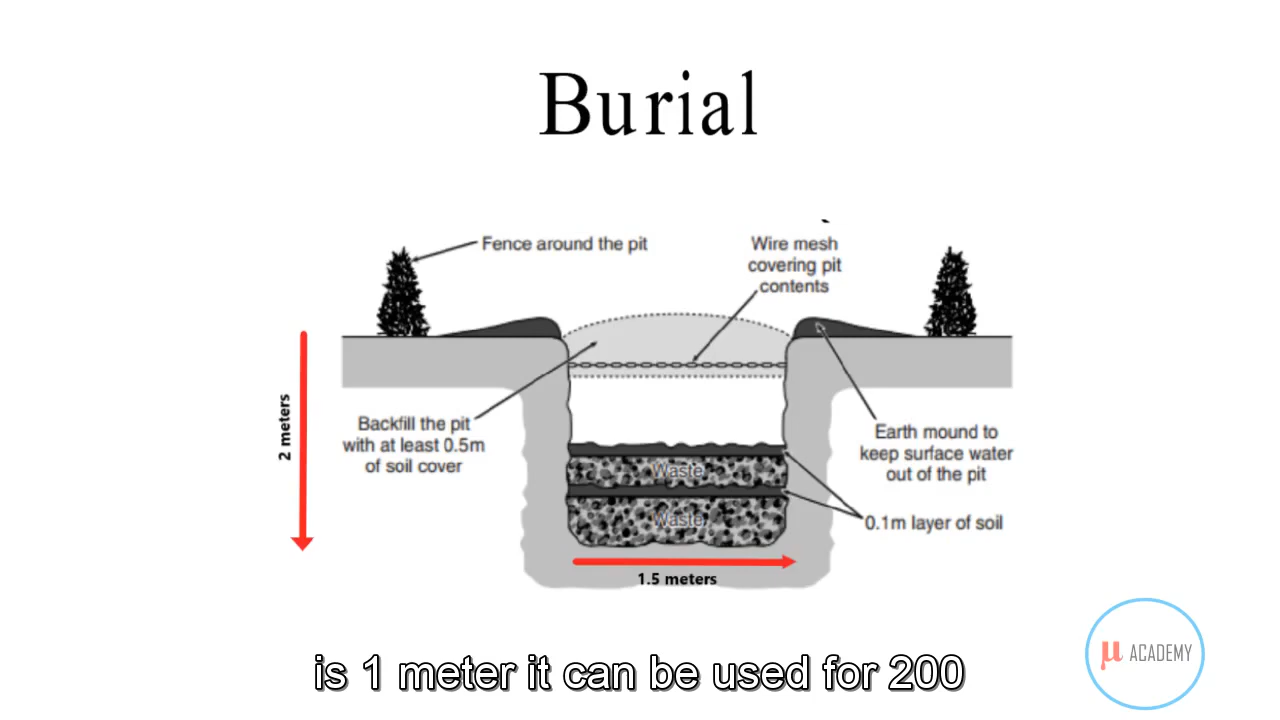 Burial
Fence around the pit
Wire mesh
covering pit
contents
2 meters
Backfill the pit
with at least 0.5m
of soil cover
Earth mound to
keep surface water
out of the pit
Waste
Waste
0.1m layer of soil
1.5 meters
is 1 meter it can be used for 200
μ ACADEMY